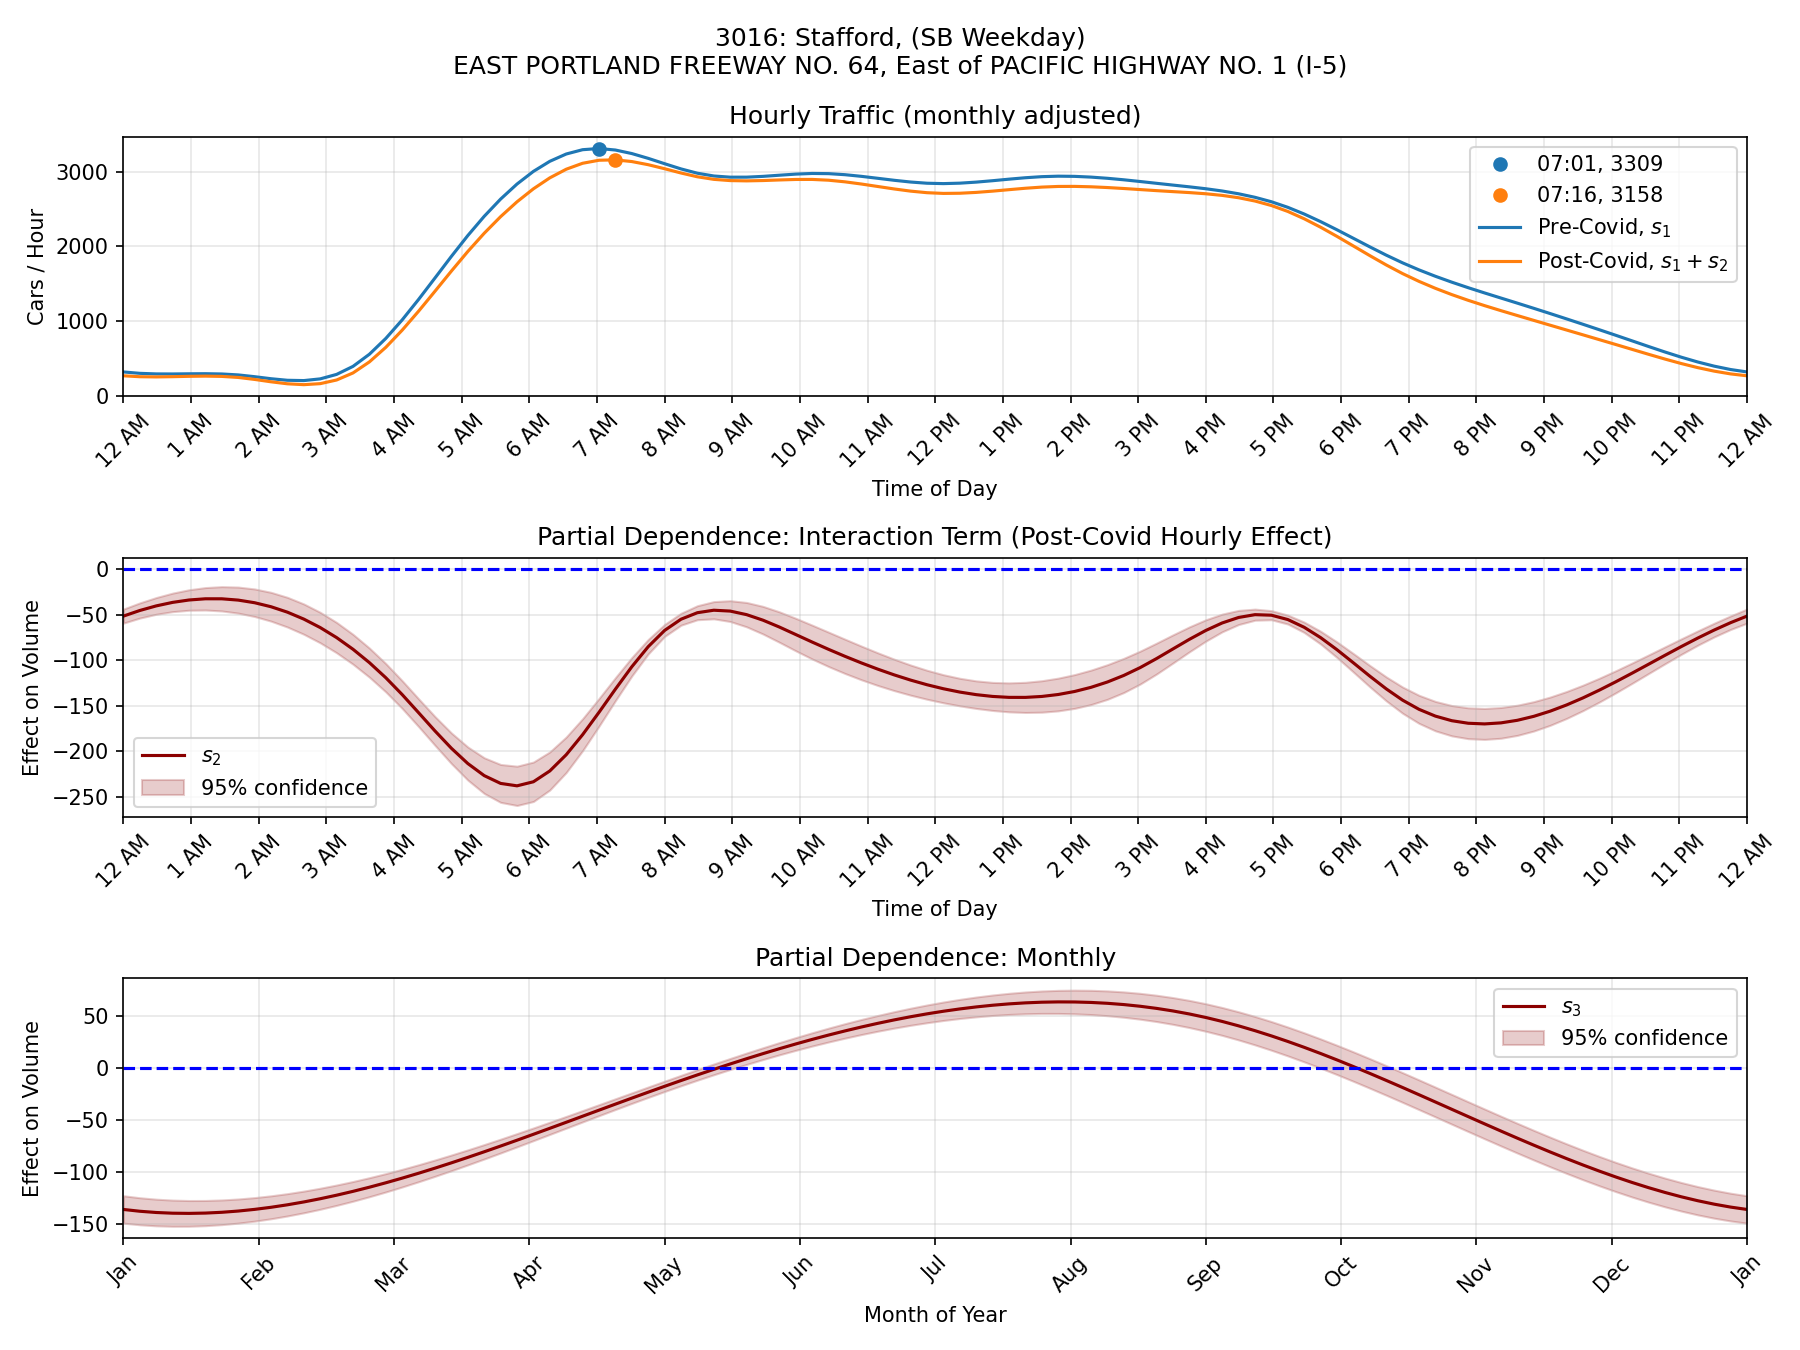 3016: Stafford, (SB Weekday)
EAST PORTLAND FREEWAY NO. 64, East of PACIFIC HIGHWAY NO. 1 (I-5)
Hourly Traffic (monthly adjusted)
Cars / Hour
3000
2000
1000
0
07:01, 3309
07:16, 3158
Pre-Covid, s₁
Post-Covid, s₁ + s₂
12 AM 1 AM 2 AM 3 AM 4 AM 5 AM 6 AM 7 AM 8 AM 9 AM 10 AM 11 AM 12 PM 1 PM 2 PM 3 PM 4 PM 5 PM 6 PM 7 PM 8 PM 9 PM 10 PM 11 PM 12 AM
Time of Day
Partial Dependence: Interaction Term (Post-Covid Hourly Effect)
Effect on Volume
0
−50
−100
−150
−200
−250
s₂
95% confidence
12 AM 1 AM 2 AM 3 AM 4 AM 5 AM 6 AM 7 AM 8 AM 9 AM 10 AM 11 AM 12 PM 1 PM 2 PM 3 PM 4 PM 5 PM 6 PM 7 PM 8 PM 9 PM 10 PM 11 PM 12 AM
Time of Day
Partial Dependence: Monthly
Effect on Volume
50
0
−50
−100
−150
s₃
95% confidence
Jan Feb Mar Apr May Jun Jul Aug Sep Oct Nov Dec Jan
Month of Year